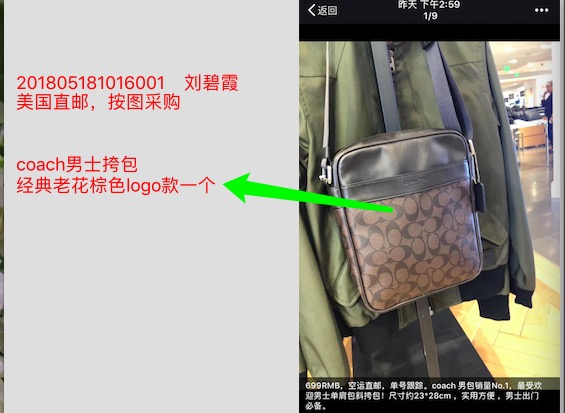 201805181016001 刘碧霞
美国直邮，按图采购
coach男士挎包
经典老花棕色logo款一个
返回
昨天 下午2:59
1/9
699RMB，空运直邮，单号跟踪。coach 男包销量No.1，最受欢
迎男士单肩包斜挎包！尺寸约23*28cm ，实用方便 ，男士出门
必备。